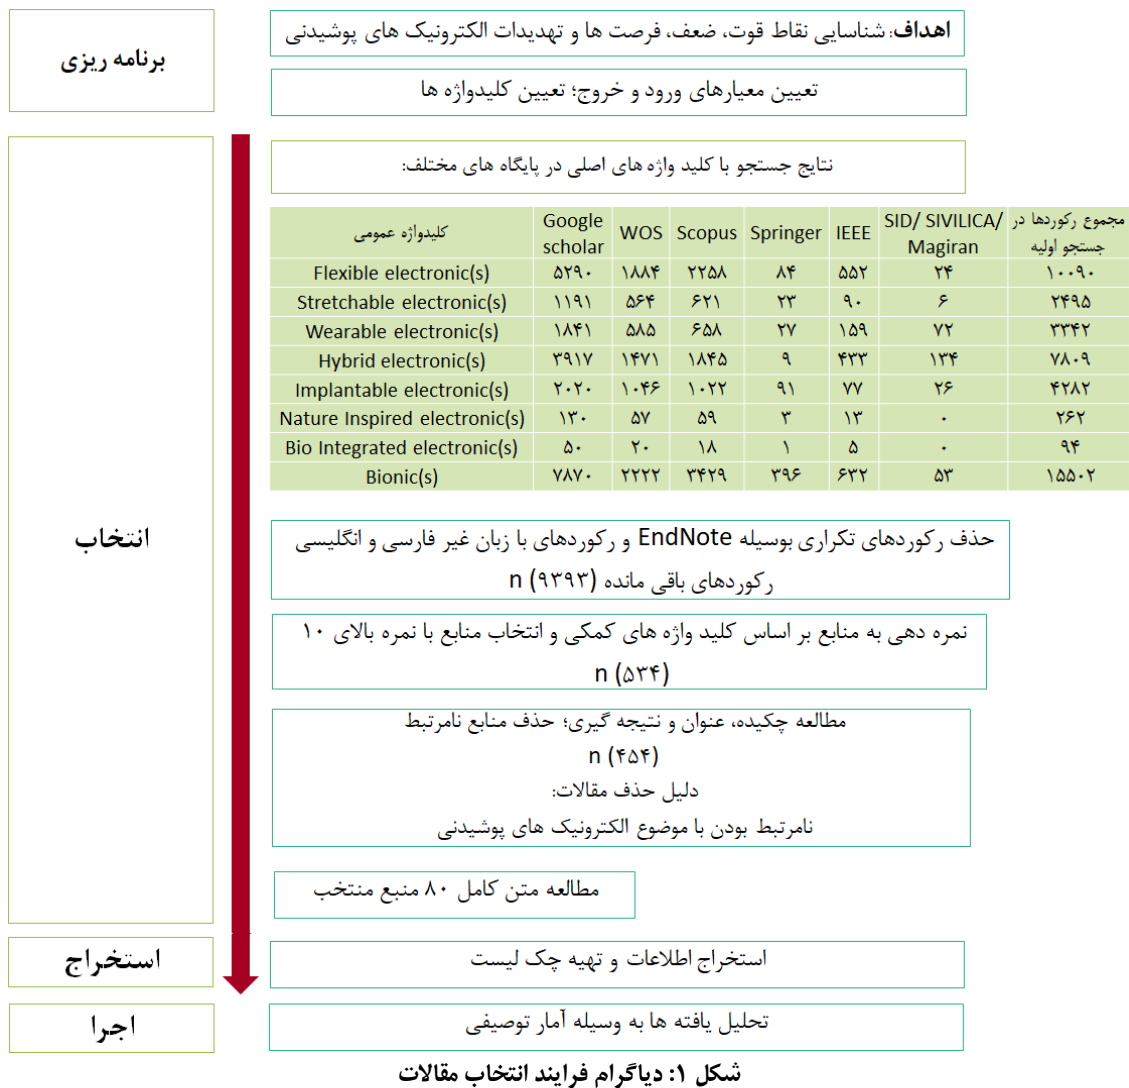 برنامه ریزی
اهداف: شناسایی نقاط قوت، ضعف، فرصت ها و تهدیدات الکترونیک های پوشیدنی
تعیین معیارهای ورود و خروج؛ تعیین کلیدواژه ها
انتخاب
نتایج جستجو با کلید واژه های اصلی در پایگاه های مختلف:
کلیدواژه عمومی Google scholar WOS Scopus Springer IEEE SID/ SIVILICA/ Magiran مجموع رکوردها در جستجو اولیه
Flexible electronic(s) ۵۲۹۰ ۱۸۸۴ ۲۲۵۸ ۸۴ ۵۵۲ ۲۴ ۱۰۰۹۰
Stretchable electronic(s) ۱۱۹۱ ۵۶۴ ۶۲۱ ۲۳ ۹۰ ۶ ۲۴۹۵
Wearable electronic(s) ۱۸۴۱ ۵۸۵ ۶۵۸ ۲۷ ۱۵۹ ۷۲ ۳۳۴۲
Hybrid electronic(s) ۳۹۱۷ ۱۴۷۱ ۱۸۴۵ ۹ ۴۳۳ ۱۳۴ ۷۸۰۹
Implantable electronic(s) ۲۰۲۰ ۱۰۴۶ ۱۰۲۲ ۹۱ ۷۷ ۲۶ ۴۲۸۲
Nature Inspired electronic(s) ۱۳۰ ۵۷ ۵۹ ۳ ۱۳ ۰ ۲۶۲
Bio Integrated electronic(s) ۵۰ ۲۰ ۱۸ ۱ ۵ ۰ ۹۴
Bionic(s) ۷۸۷۰ ۲۲۲۲ ۳۴۲۹ ۳۹۶ ۶۳۲ ۵۳ ۱۵۵۰۲
حذف رکوردهای تکراری بوسیله EndNote و رکوردهای با زبان غیر فارسی و انگلیسی
رکوردهای باقی مانده n (۹۳۹۳)
نمره دهی به منابع بر اساس کلید واژه های کمکی و انتخاب منابع با نمره بالای ۱۰
n (۵۳۴)
مطالعه چکیده، عنوان و نتیجه گیری؛ حذف منابع نامرتبط
n (۴۵۴)
دلیل حذف مقالات:
نامرتبط بودن با موضوع الکترونیک های پوشیدنی
مطالعه متن کامل ۸۰ منبع منتخب
استخراج
استخراج اطلاعات و تهیه چک لیست
اجرا
تحلیل یافته ها به وسیله آمار توصیفی
شکل ۱: دیاگرام فرایند انتخاب مقالات